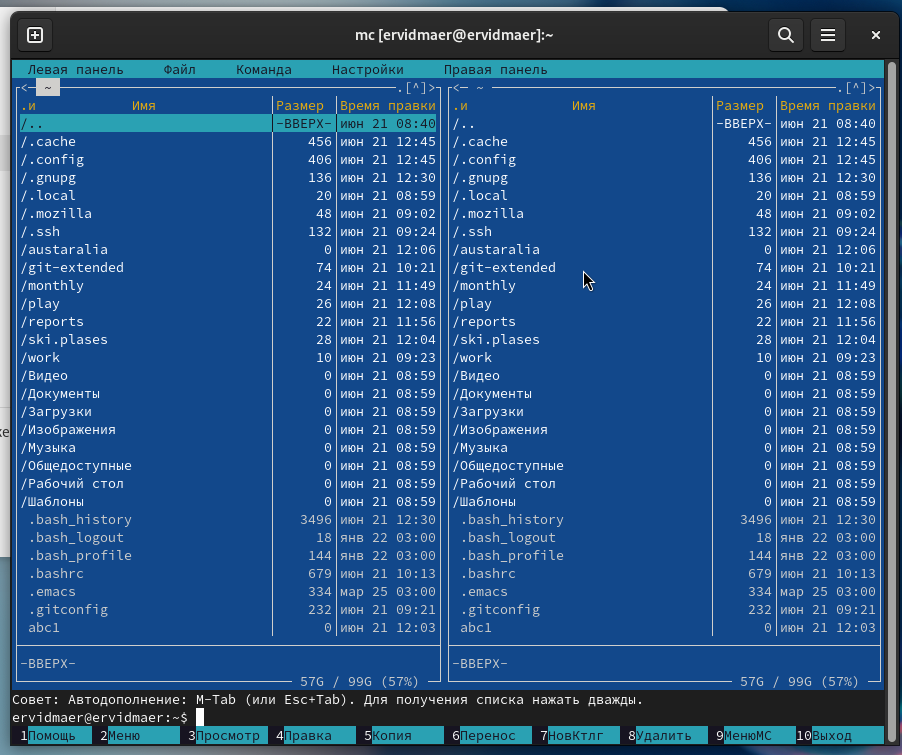 mc [ervidmaer@ervidmaer]:~
Левая панель Файл Команда Настройки Правая панель
<- ~ .[^]> <- ~ .[^]>
.и Имя Размер Время правки .и Имя Размер Время правки
/.. -ВВЕРХ- июн 21 08:40 /.. -ВВЕРХ- июн 21 08:40
/.cache 456 июн 21 12:45 /.cache 456 июн 21 12:45
/.config 406 июн 21 12:45 /.config 406 июн 21 12:45
/.gnupg 136 июн 21 12:30 /.gnupg 136 июн 21 12:30
/.local 20 июн 21 08:59 /.local 20 июн 21 08:59
/.mozilla 48 июн 21 09:02 /.mozilla 48 июн 21 09:02
/.ssh 132 июн 21 09:24 /.ssh 132 июн 21 09:24
/austaralia 0 июн 21 12:06 /austaralia 0 июн 21 12:06
/git-extended 74 июн 21 10:21 /git-extended 74 июн 21 10:21
/monthly 24 июн 21 11:49 /monthly 24 июн 21 11:49
/play 26 июн 21 12:08 /play 26 июн 21 12:08
/reports 22 июн 21 11:56 /reports 22 июн 21 11:56
/ski.plases 28 июн 21 12:04 /ski.plases 28 июн 21 12:04
/work 10 июн 21 09:23 /work 10 июн 21 09:23
/Видео 0 июн 21 08:59 /Видео 0 июн 21 08:59
/Документы 0 июн 21 08:59 /Документы 0 июн 21 08:59
/Загрузки 0 июн 21 08:59 /Загрузки 0 июн 21 08:59
/Изображения 0 июн 21 08:59 /Изображения 0 июн 21 08:59
/Музыка 0 июн 21 08:59 /Музыка 0 июн 21 08:59
/Общедоступные 0 июн 21 08:59 /Общедоступные 0 июн 21 08:59
/Рабочий стол 0 июн 21 08:59 /Рабочий стол 0 июн 21 08:59
/Шаблоны 0 июн 21 08:59 /Шаблоны 0 июн 21 08:59
.bash_history 3496 июн 21 12:30 .bash_history 3496 июн 21 12:30
.bash_logout 18 янв 22 03:00 .bash_logout 18 янв 22 03:00
.bash_profile 144 янв 22 03:00 .bash_profile 144 янв 22 03:00
.bashrc 679 июн 21 10:13 .bashrc 679 июн 21 10:13
.emacs 334 мар 25 03:00 .emacs 334 мар 25 03:00
.gitconfig 232 июн 21 09:21 .gitconfig 232 июн 21 09:21
abc1 0 июн 21 12:03 abc1 0 июн 21 12:03
-ВВЕРХ- -ВВЕРХ-
57G / 99G (57%) 57G / 99G (57%)
Совет: Автодополнение: M-Tab (или Esc+Tab). Для получения списка нажать дважды.
ervidmaer@ervidmaer:~$
1Помощь 2Меню 3Просмотр 4Правка 5Копия 6Перенос 7НовКтлг 8Удалить 9МенюМС 10Выход